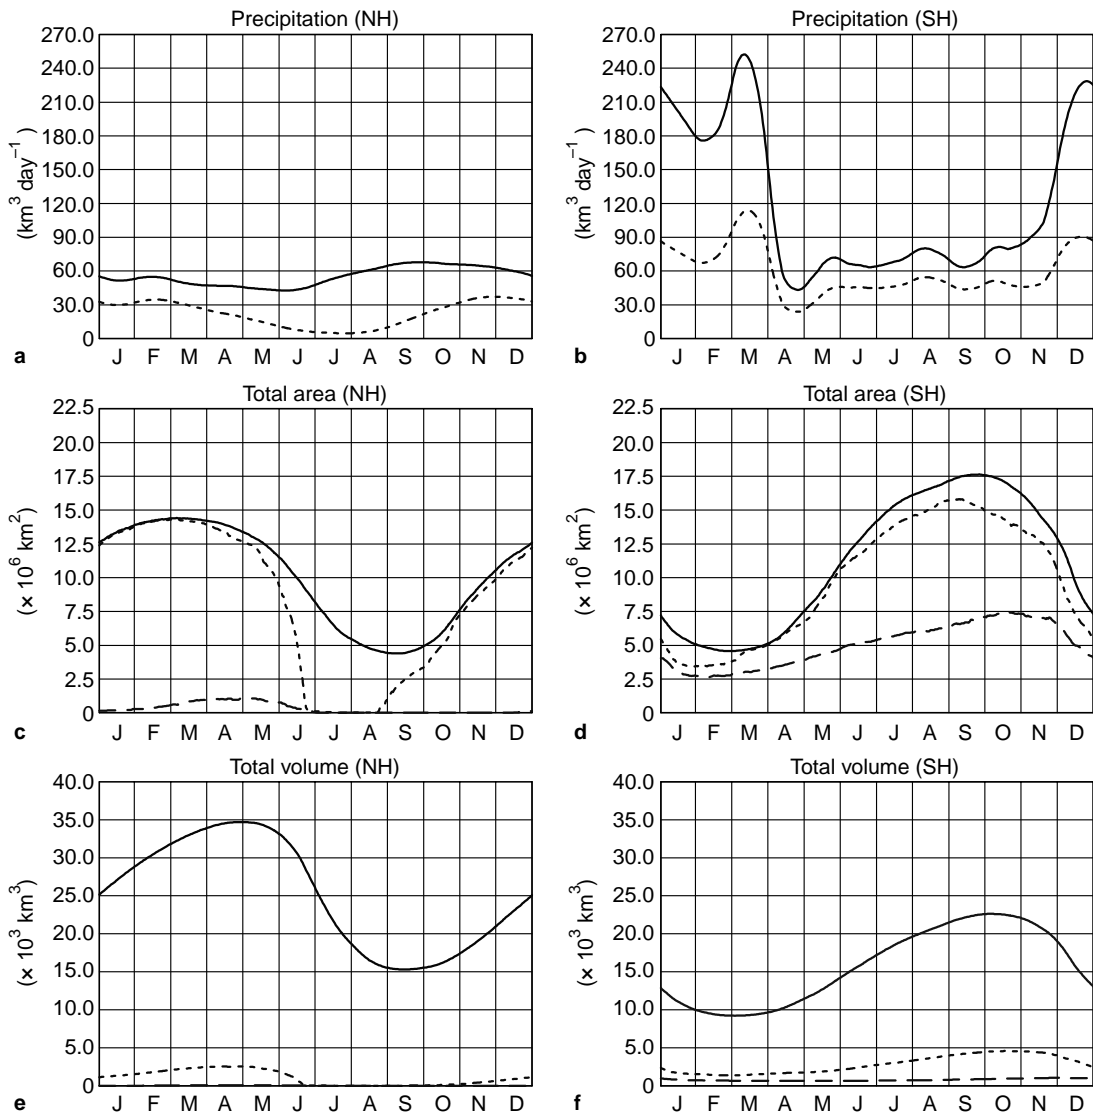 Precipitation (NH)
270.0
240.0
210.0
180.0
150.0
120.0
90.0
60.0
30.0
0
(km³ day⁻¹)
a
J F M A M J J A S O N D
Precipitation (SH)
270.0
240.0
210.0
180.0
150.0
120.0
90.0
60.0
30.0
0
(km³ day⁻¹ )
b
J F M A M J J A S O N D
Total area (NH)
22.5
20.0
17.5
15.0
12.5
10.0
7.5
5.0
2.5
0
(× 10⁶ km²)
c
J F M A M J J A S O N D
Total area (SH)
22.5
20.0
17.5
15.0
12.5
10.0
7.5
5.0
2.5
0
(× 10⁶ km²)
d
J F M A M J J A S O N D
Total volume (NH)
40.0
35.0
30.0
25.0
20.0
15.0
10.0
5.0
0
(× 10³ km³)
e
J F M A M J J A S O N D
Total volume (SH)
40.0
35.0
30.0
25.0
20.0
15.0
10.0
5.0
0
(× 10³ km³)
f
J F M A M J J A S O N D